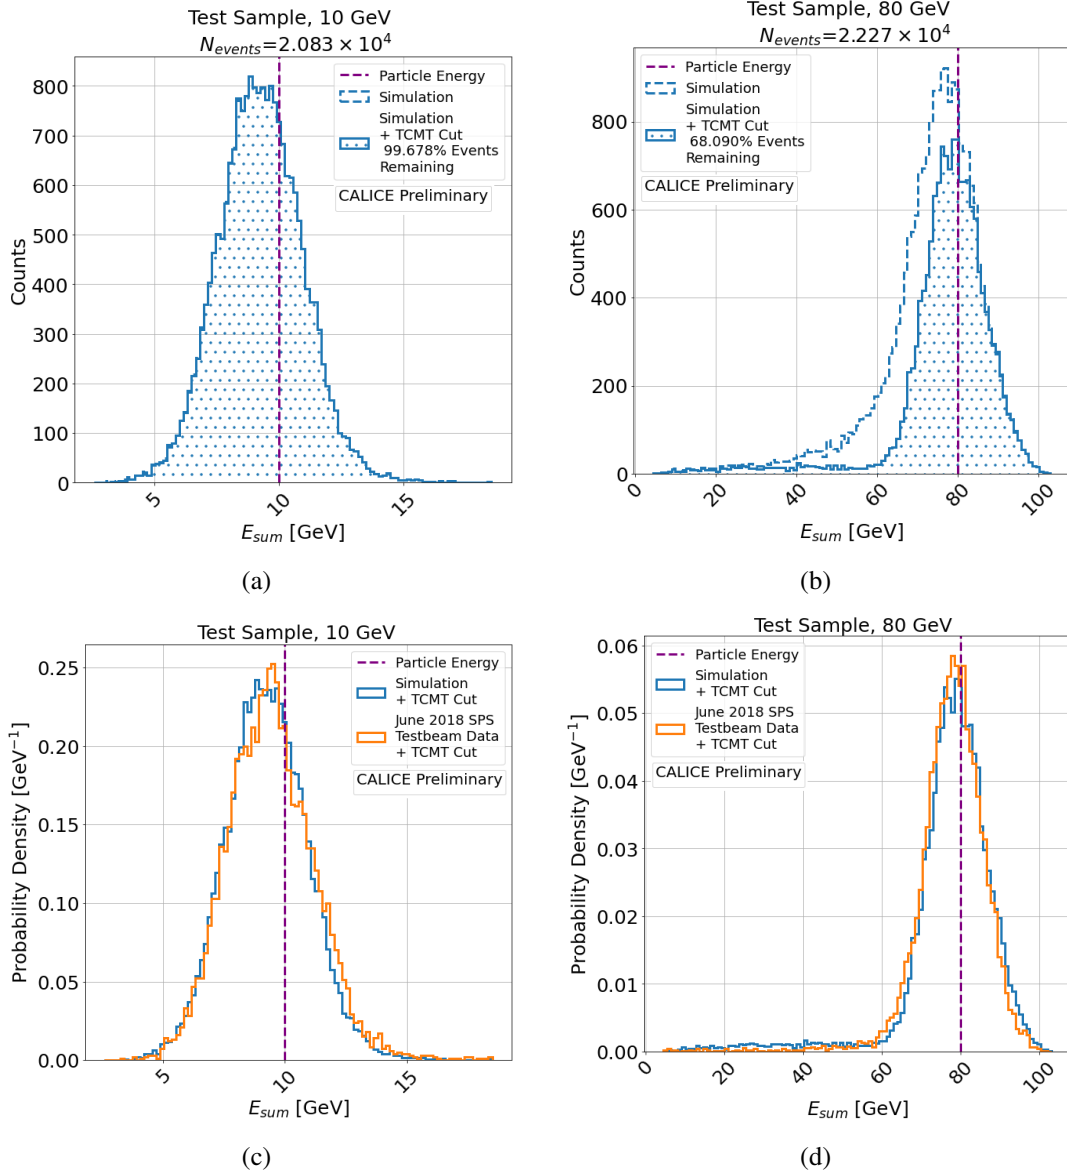 Test Sample, 10 GeV
N_events=2.083 × 10^4
Particle Energy
Simulation
Simulation
+ TCMT Cut
99.678% Events
Remaining
CALICE Preliminary
Counts
0
100
200
300
400
500
600
700
800
5
10
15
E_sum [GeV]
(a)
Test Sample, 80 GeV
N_events=2.227 × 10^4
Particle Energy
Simulation
Simulation
+ TCMT Cut
68.090% Events
Remaining
CALICE Preliminary
Counts
0
200
400
600
800
0
20
40
60
80
100
E_sum [GeV]
(b)
Test Sample, 10 GeV
Particle Energy
Simulation
+ TCMT Cut
June 2018 SPS
Testbeam Data
+ TCMT Cut
CALICE Preliminary
Probability Density [GeV⁻¹]
0.00
0.05
0.10
0.15
0.20
0.25
5
10
15
E_sum [GeV]
(c)
Test Sample, 80 GeV
Particle Energy
Simulation
+ TCMT Cut
June 2018 SPS
Testbeam Data
+ TCMT Cut
CALICE Preliminary
Probability Density [GeV⁻¹]
0.00
0.01
0.02
0.03
0.04
0.05
0.06
0
20
40
60
80
100
E_sum [GeV]
(d)